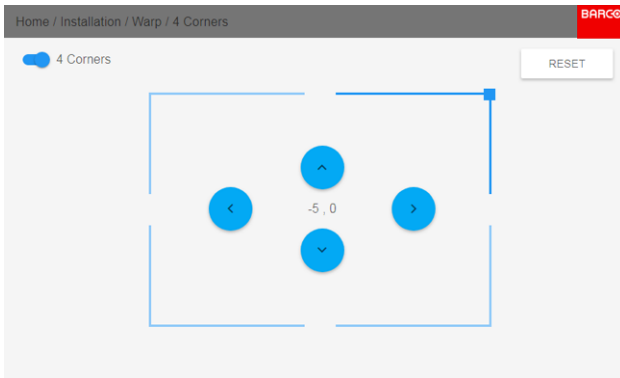 Home / Installation / Warp / 4 Corners
BARCO
4 Corners
RESET
-5 , 0